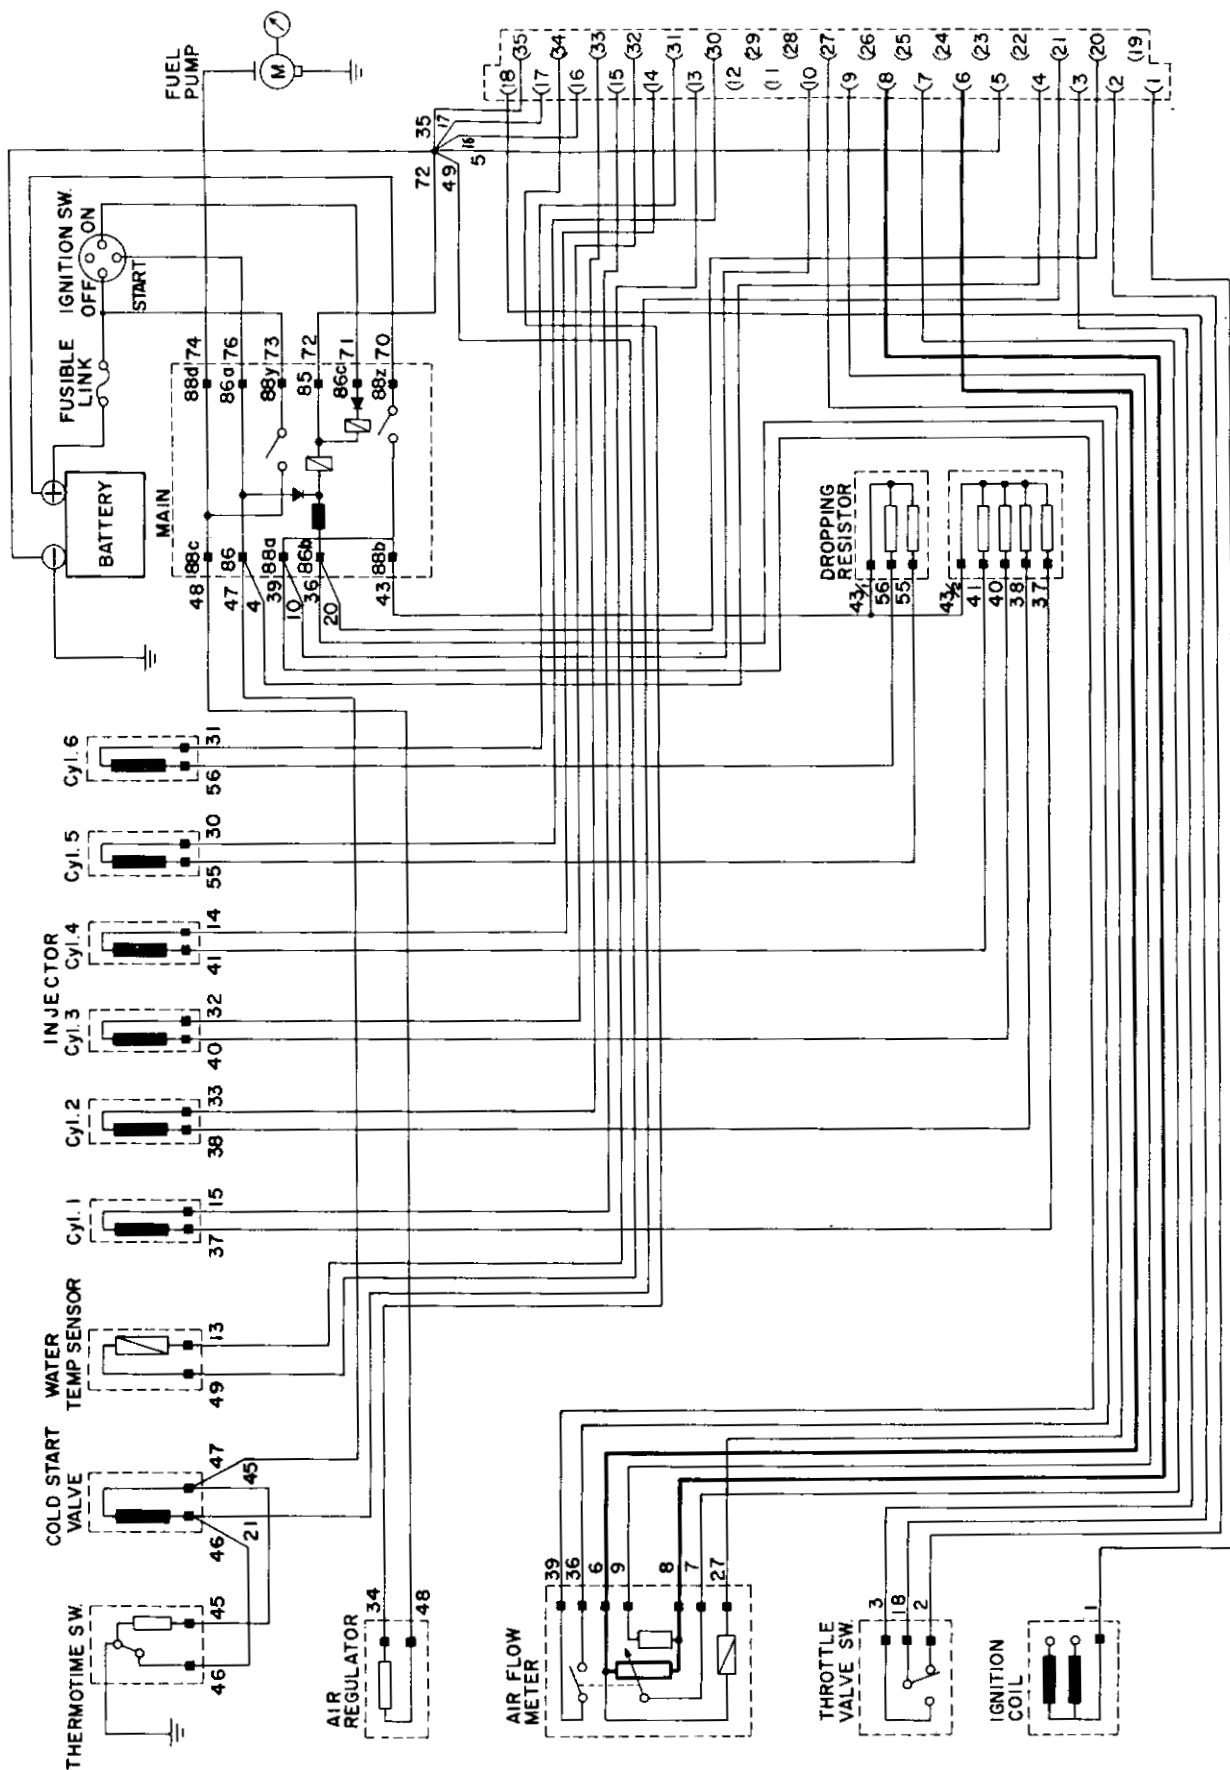 FUEL
PUMP
M
IGNITION SW.
OFF
ON
START
FUSIBLE
LINK
BATTERY
MAIN
88d 74
86a 76
88y 73
85 72
86c 71
88z 70
48 88c
47 86
4
39 88a
10
36 86b
20
43 88b
35
17
16
5
72
49
(35
(34
(33
(32
(31
(30
(29
(28
(27
(26
(25
(24
(23
(22
(21
(20
(19
(18
(17
(16
(15
(14
(13
(12
(11
(10
(9
(8
(7
(6
(5
(4
(3
(2
(1
DROPPING
RESISTOR
43/1
56
55
43/2
41
40
38
37
INJECTOR
Cyl. 6
31
56
Cyl. 5
30
55
Cyl. 4
14
41
Cyl. 3
32
40
Cyl. 2
33
38
Cyl. 1
15
37
WATER
TEMP SENSOR
13
49
COLD START
VALVE
47
45
46
21
THERMOTIME SW.
45
46
AIR
REGULATOR
34
48
AIR FLOW
METER
39
36
6
9
8
7
27
THROTTLE
VALVE SW.
3
18
2
IGNITION
COIL
1